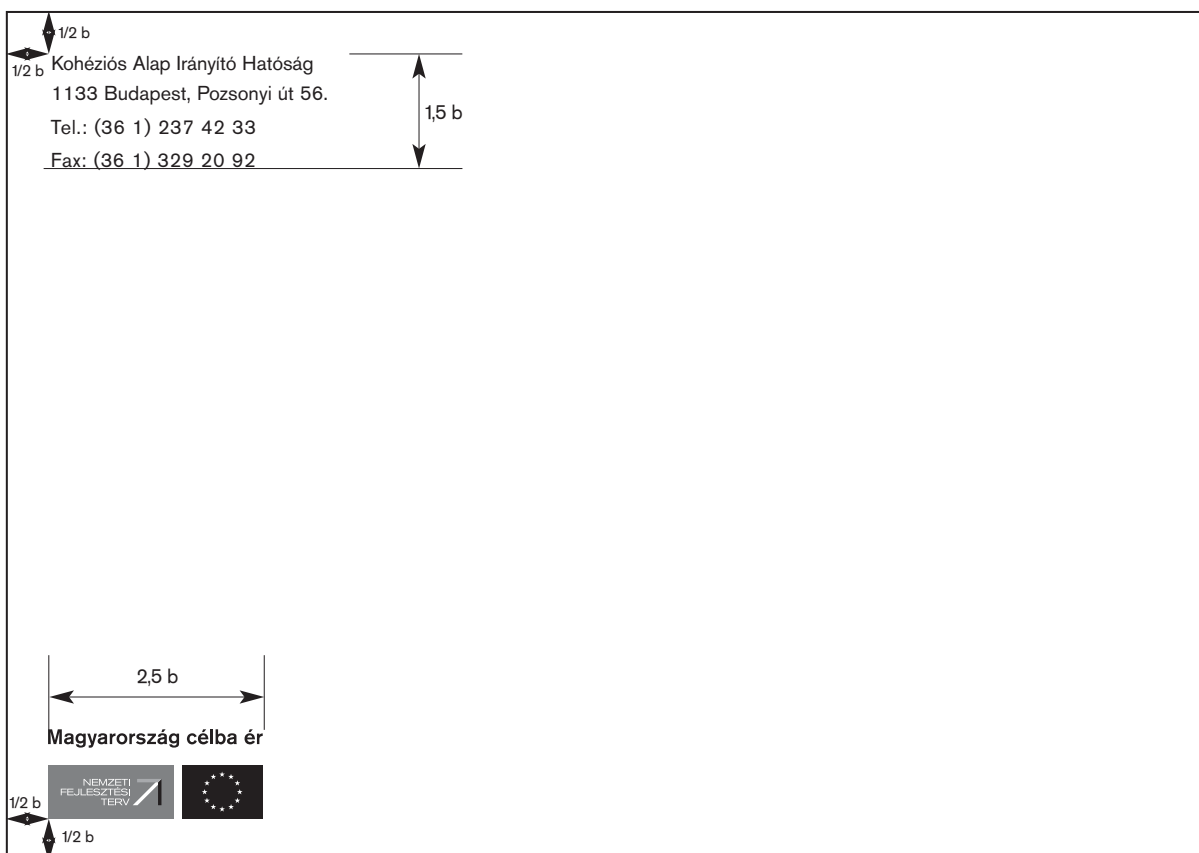 1/2 b
1/2 b
Kohéziós Alap Irányító Hatóság
1133 Budapest, Pozsonyi út 56.
Tel.: (36 1) 237 42 33
Fax: (36 1) 329 20 92
1,5 b
2,5 b
Magyarország célba ér
NEMZETI
FEJLESZTÉSI
TERV
1/2 b
1/2 b